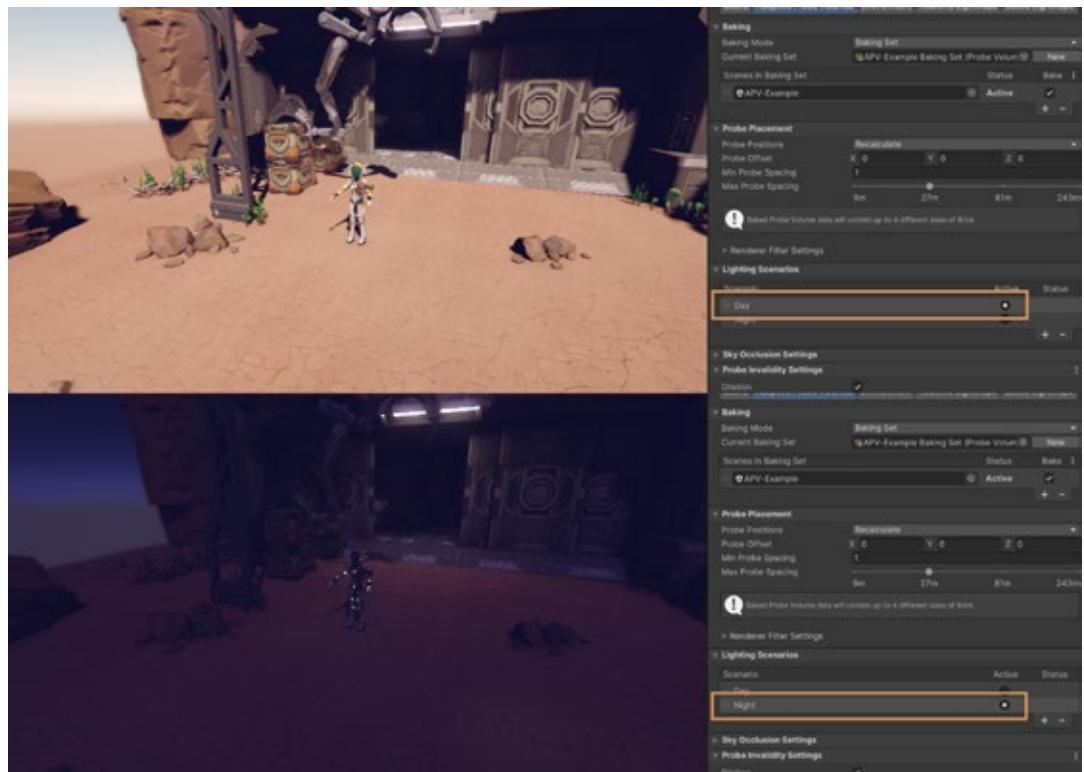 Baking
Baking Mode Baking Set
Current Baking Set APV-Example Baking Set (Probe Volum New
Scenes in Baking Set Status Bake
APV-Example Active
Probe Placement
Probe Positions Recalculate
Probe Offset X 0 Y 0 Z 0
Min Probe Spacing 1
Max Probe Spacing
9m 27m 81m 243m
Baked Probe Volume data will contain up-to 4 different sizes of Brick.
Renderer Filter Settings
Lighting Scenarios
Scenario Active Status
Day
Night
Sky Occlusion Settings
Probe Invalidity Settings
Dilation
Baking
Baking Mode Baking Set
Current Baking Set APV-Example Baking Set (Probe Volum New
Scenes in Baking Set Status Bake
APV-Example Active
Probe Placement
Probe Positions Recalculate
Probe Offset X 0 Y 0 Z 0
Min Probe Spacing 1
Max Probe Spacing
9m 27m 81m 243m
Baked Probe Volume data will contain up-to 4 different sizes of Brick.
Renderer Filter Settings
Lighting Scenarios
Scenario Active Status
Day
Night
Sky Occlusion Settings
Probe Invalidity Settings